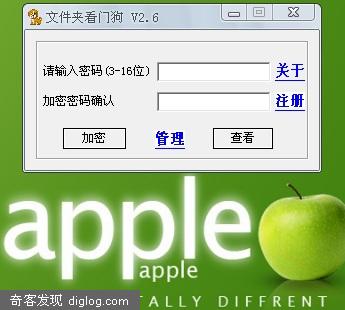 文件夹看门狗 V2.6
请输入密码(3-16位) 关于
加密密码确认 注册
加密 管理 查看
apple
apple
奇客发现 diglog.com TALLY DIFFRENT